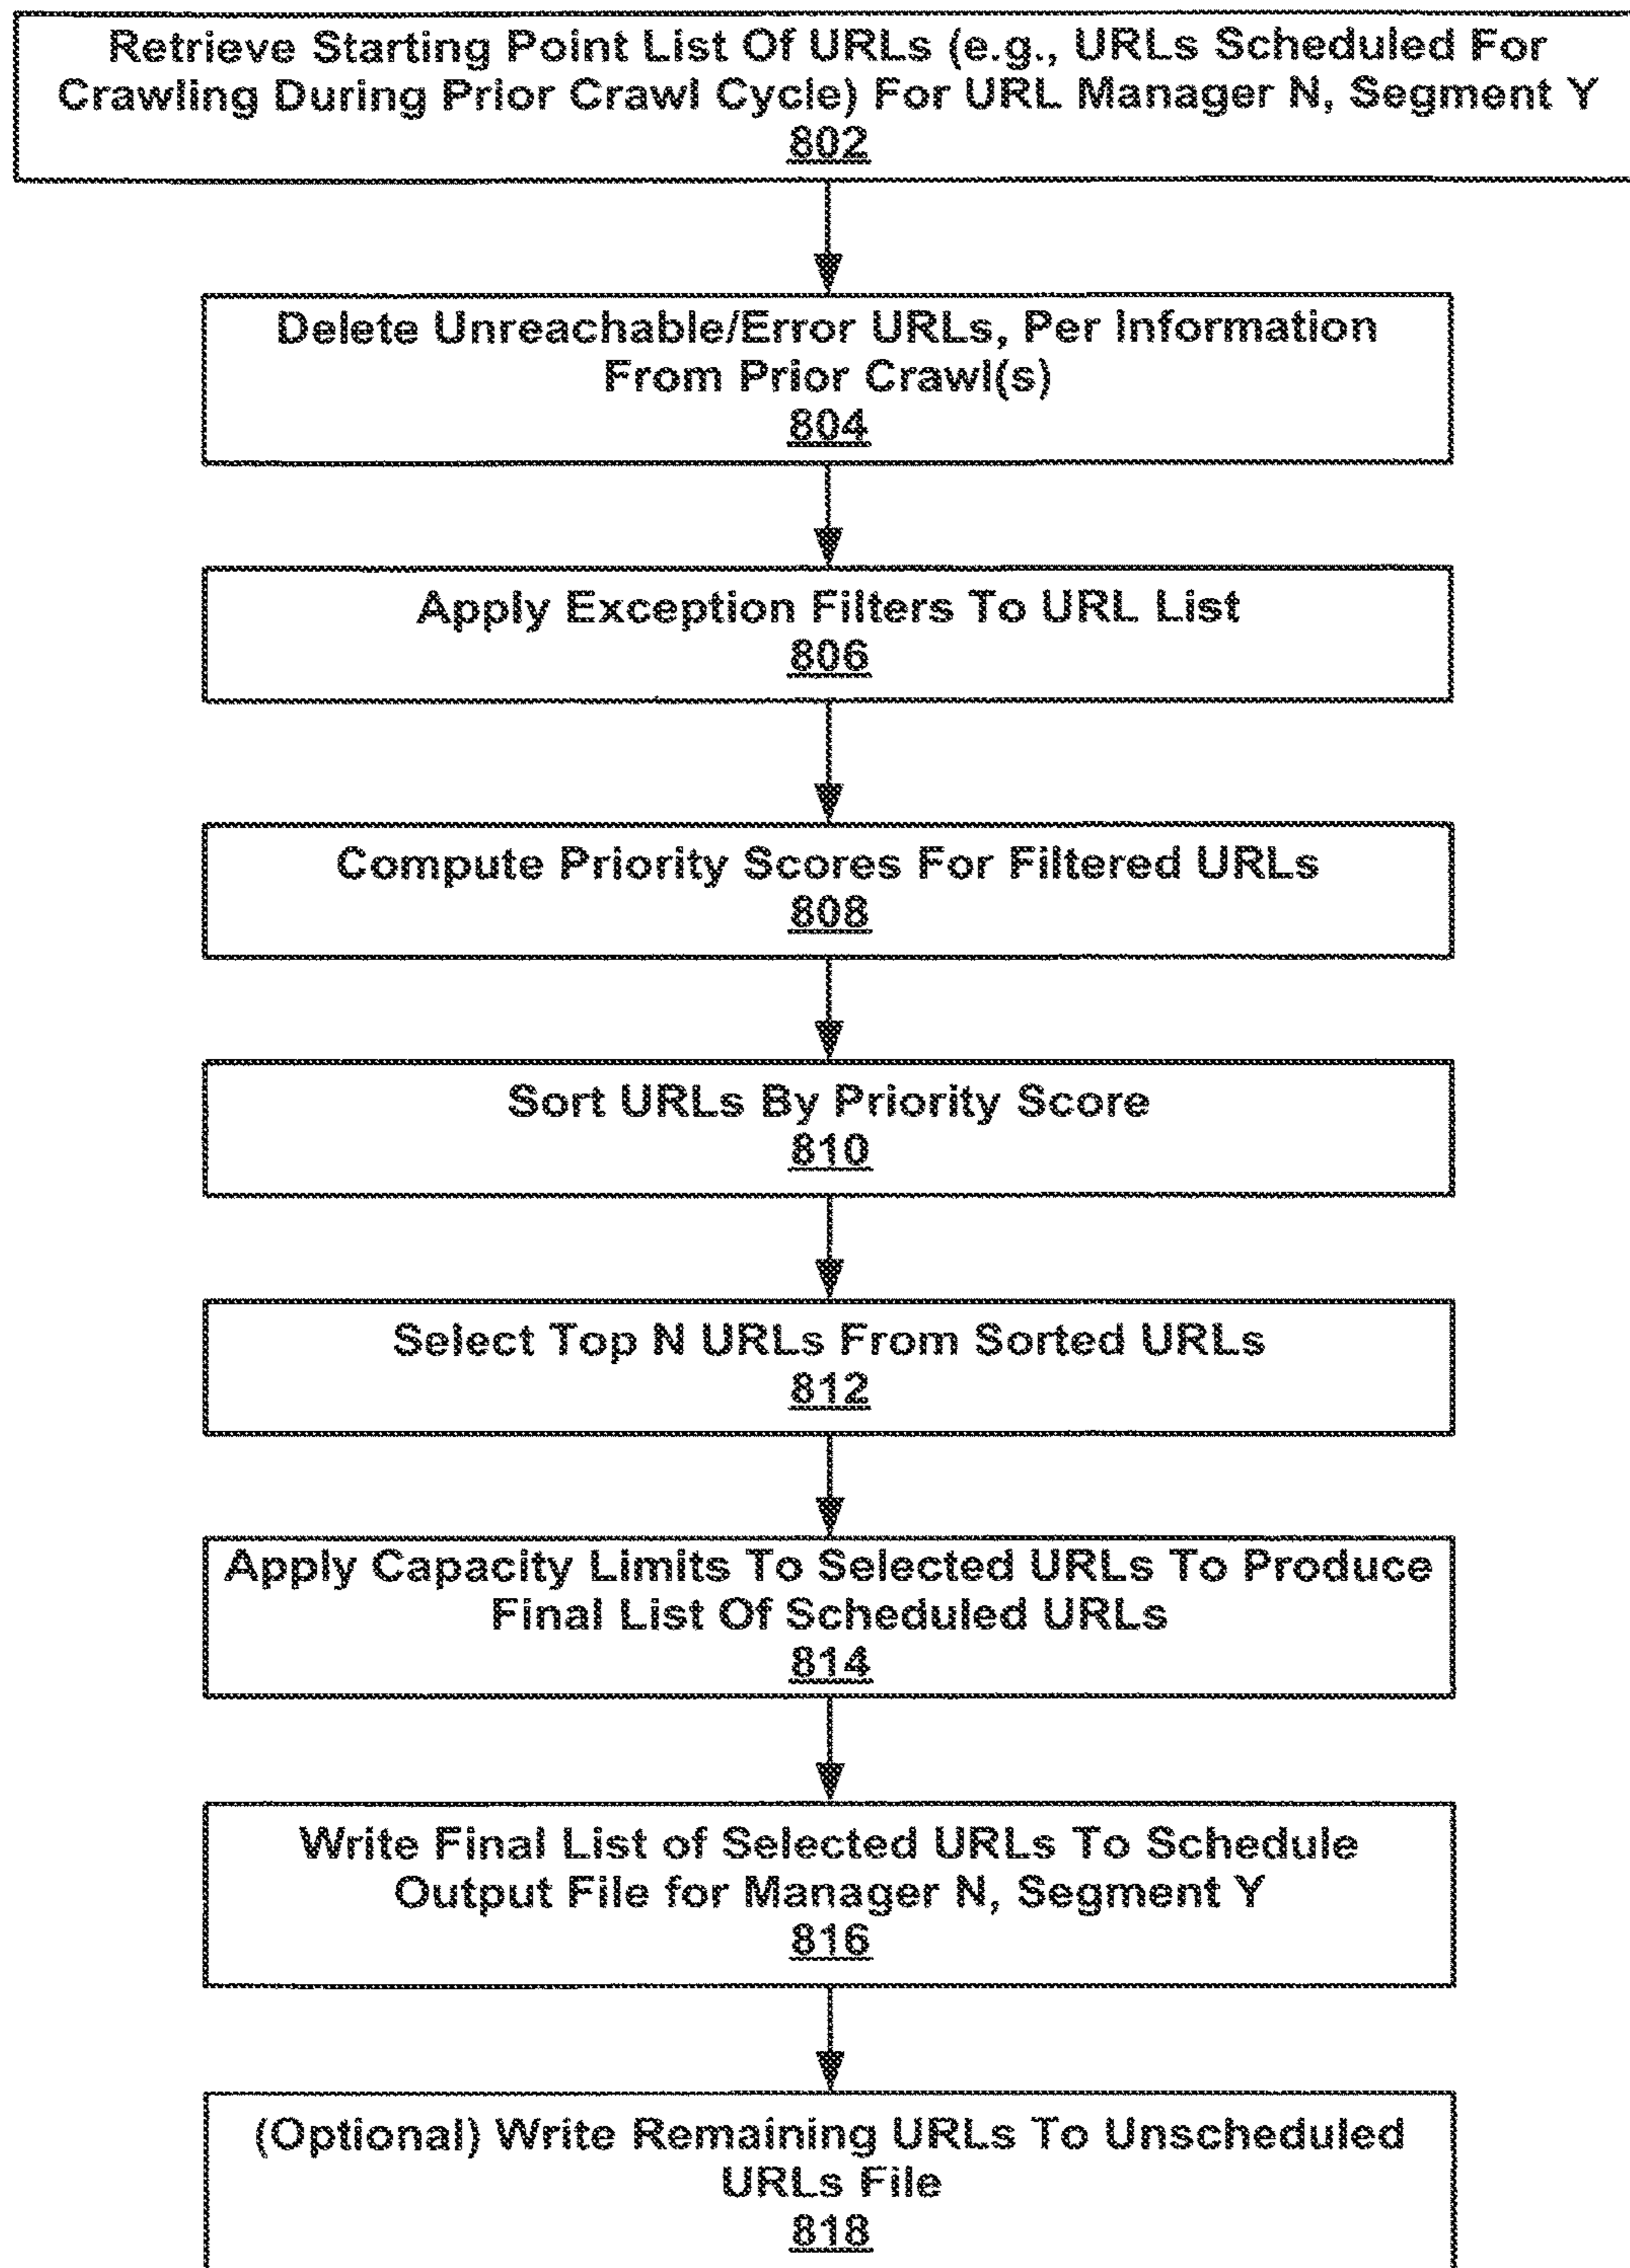 Retrieve Starting Point List Of URLs (e.g., URLs Scheduled For
Crawling During Prior Crawl Cycle) For URL Manager N, Segment Y
802
Delete Unreachable/Error URLs, Per Information
From Prior Crawl(s)
804
Apply Exception Filters To URL List
806
Compute Priority Scores For Filtered URLs
808
Sort URLs By Priority Score
810
Select Top N URLs From Sorted URLs
812
Apply Capacity Limits To Selected URLs To Produce
Final List Of Scheduled URLs
814
Write Final List of Selected URLs To Schedule
Output File for Manager N, Segment Y
816
(Optional) Write Remaining URLs To Unscheduled
URLs File
818